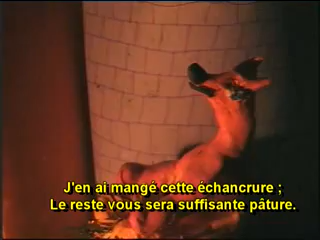 J'en ai mangé cette échancrure ;
Le reste vous sera suffisante pâture.